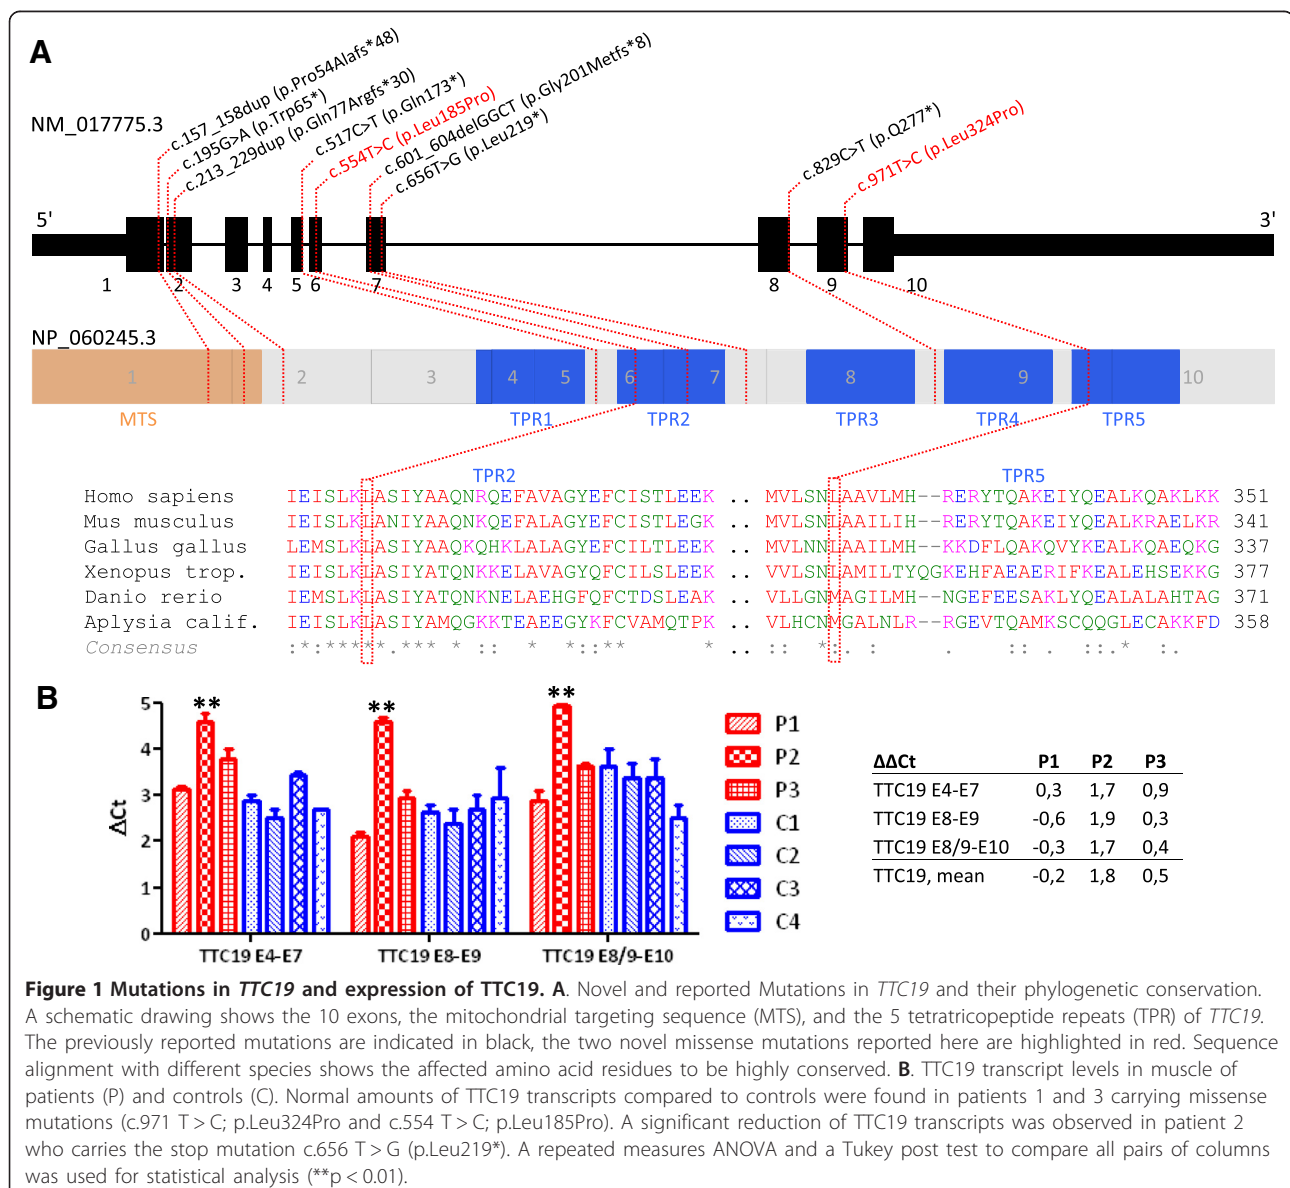 A
NM_017775.3
c.157_158dup (p.Pro54Alafs*48)
c.195G>A (p.Trp65*)
c.213_229dup (p.Gln77Argfs*30)
c.517C>T (p.Gln173*)
c.554T>C (p.Leu185Pro)
c.601_604delGGCT (p.Gly201Metfs*8)
c.656T>G (p.Leu219*)
c.829C>T (p.Q277*)
c.971T>C (p.Leu324Pro)
5' 3'
1 2 3 4 5 6 7 8 9 10
NP_060245.3
1 2 3 4 5 6 7 8 9 10
MTS TPR1 TPR2 TPR3 TPR4 TPR5
TPR2 TPR5
Homo sapiens IEISLKLASIYAAQNRQEFAVAGYEFCISTLEEK .. MVLSNLAAVLMH--RERYTQAKEIYQEALKQAKLKK 351
Mus musculus IEISLKLANIYAAQNKQEFALAGYEFCISTLEGK .. MVLSNLAAILIH--RERYTQAKEIYQEALKRAELKR 341
Gallus gallus LEMSLKLASIYAAQKQHKLALAGYEFCILTLEEK .. MVLNNLAAILMH--KKDFLQAKQVYKEALKQAEQKG 337
Xenopus trop. IEISLKLASIYATQNKKELAVAGYQFCILSLEEK .. VVLSNLAMILTYQGKEHFAEAERIFKEALEHSEKKG 377
Danio rerio IEMSLKLASIYATQNKNELAEHGFQFCTDSLEAK .. VLLGNMAGILMH--NGEFEESAKLYQEALALAHTAG 371
Aplysia calif. IEISLKLASIYAMQGKKTEAEEGYKFCVAMQTPK .. VLHCNMGALNLR--RGEVTQAMKSCQQGLECAKKFD 358
Consensus :*:*****.*** * :: * *:**  * .. :: *:. : . :: : ::.* :.
B
ΔCt
5
4
3
2
1
0
** ** **
TTC19 E4-E7 TTC19 E8-E9 TTC19 E8/9-E10
P1
P2
P3
C1
C2
C3
C4
ΔΔCt P1 P2 P3
TTC19 E4-E7 0,3 1,7 0,9
TTC19 E8-E9 -0,6 1,9 0,3
TTC19 E8/9-E10 -0,3 1,7 0,4
TTC19, mean -0,2 1,8 0,5
Figure 1 Mutations in TTC19 and expression of TTC19. A. Novel and reported Mutations in TTC19 and their phylogenetic conservation.
A schematic drawing shows the 10 exons, the mitochondrial targeting sequence (MTS), and the 5 tetratricopeptide repeats (TPR) of TTC19.
The previously reported mutations are indicated in black, the two novel missense mutations reported here are highlighted in red. Sequence
alignment with different species shows the affected amino acid residues to be highly conserved. B. TTC19 transcript levels in muscle of
patients (P) and controls (C). Normal amounts of TTC19 transcripts compared to controls were found in patients 1 and 3 carrying missense
mutations (c.971 T > C; p.Leu324Pro and c.554 T > C; p.Leu185Pro). A significant reduction of TTC19 transcripts was observed in patient 2
who carries the stop mutation c.656 T > G (p.Leu219*). A repeated measures ANOVA and a Tukey post test to compare all pairs of columns
was used for statistical analysis (**p < 0.01).